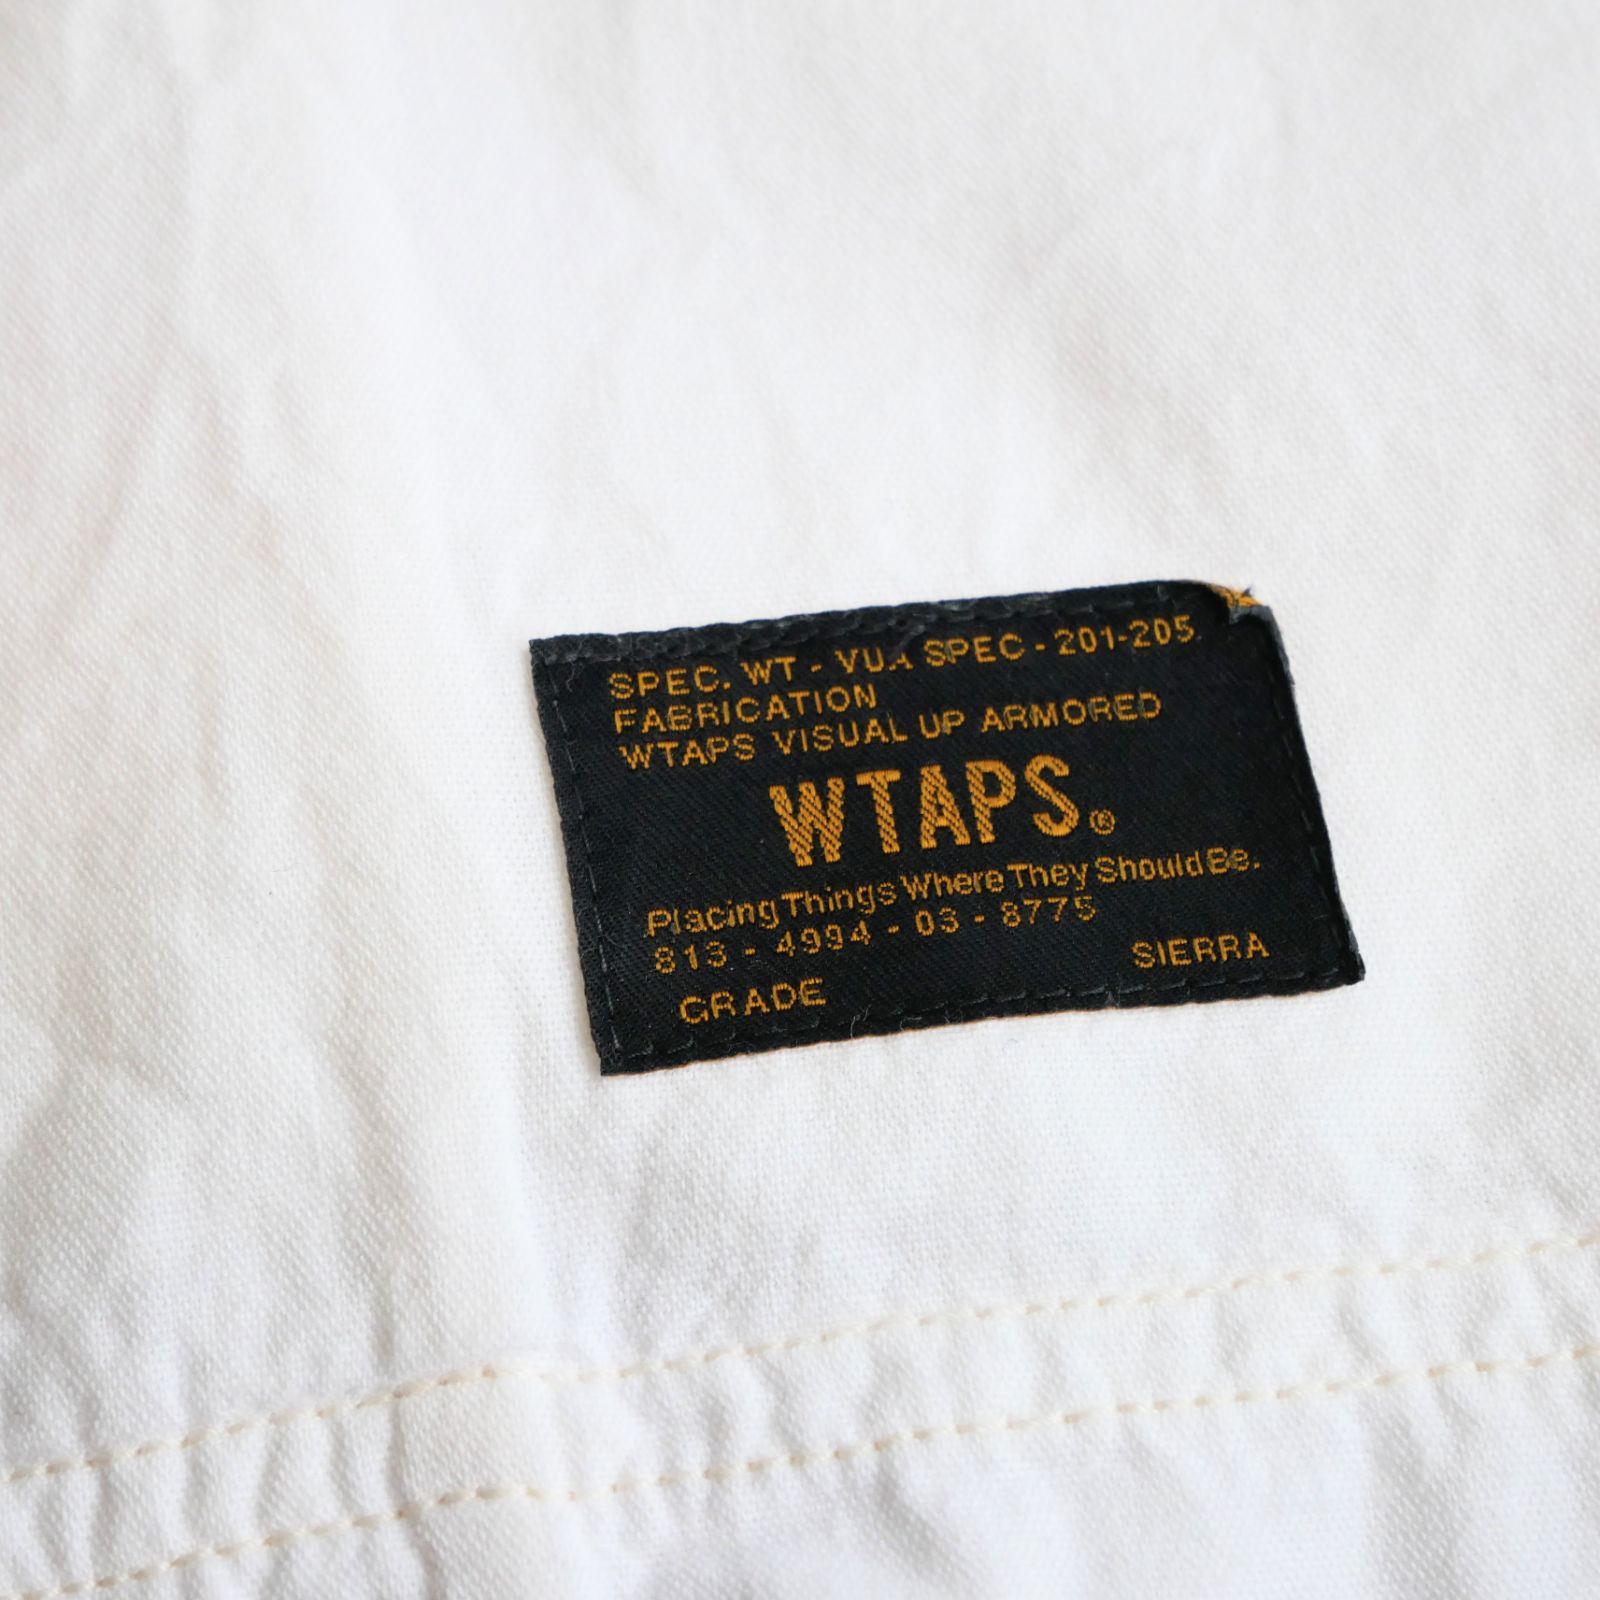 SPEC. WT - VUA SPEC - 201-205
FABRICATION
WTAPS VISUAL UP ARMORED
WTAPS.®
Placing Things Where They Should Be.
813 - 4994 - 03 - 8775
SIERRA
GRADE